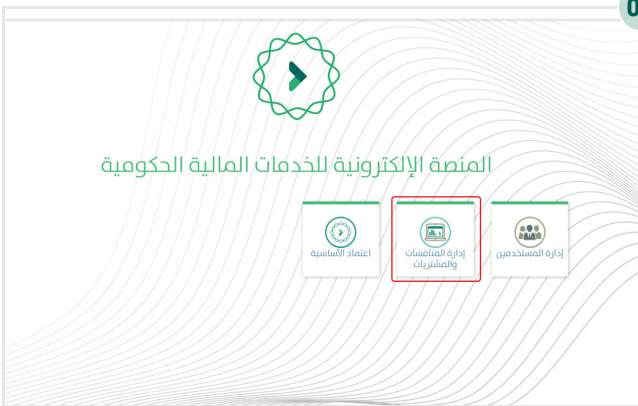 المنصة الإلكترونية للخدمات المالية الحكومية
إدارة المستخدمين
إدارة المنافسات
والمشتريات
اعتماد الأساسية